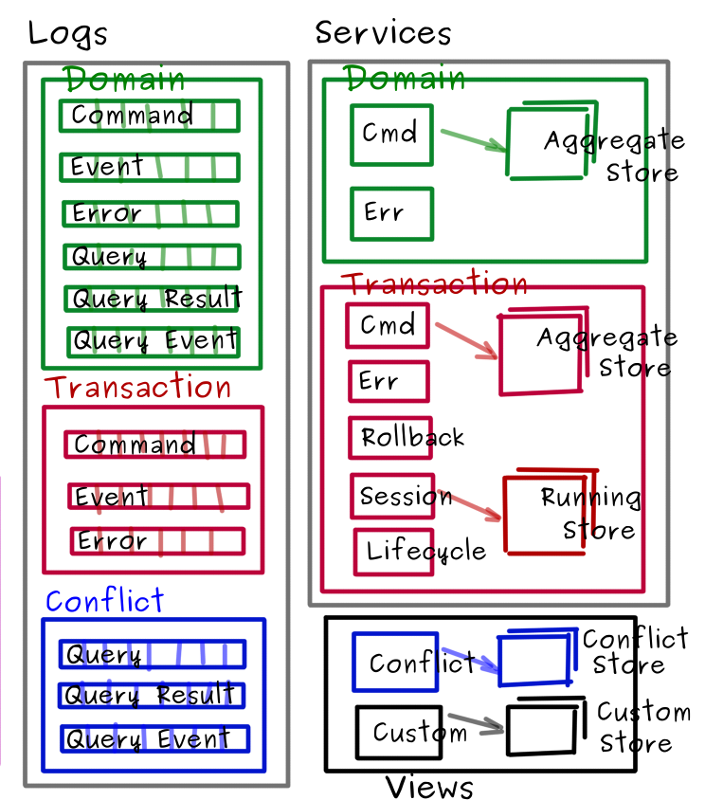 Logs
Domain
Command
Event
Error
Query
Query Result
Query Event
Transaction
Command
Event
Error
Conflict
Query
Query Result
Query Event
Services
Domain
Cmd
Aggregate
Store
Err
Transaction
Cmd
Aggregate
Store
Err
Rollback
Session
Running
Store
Lifecycle
Conflict
Conflict
Store
Custom
Custom
Store
Views